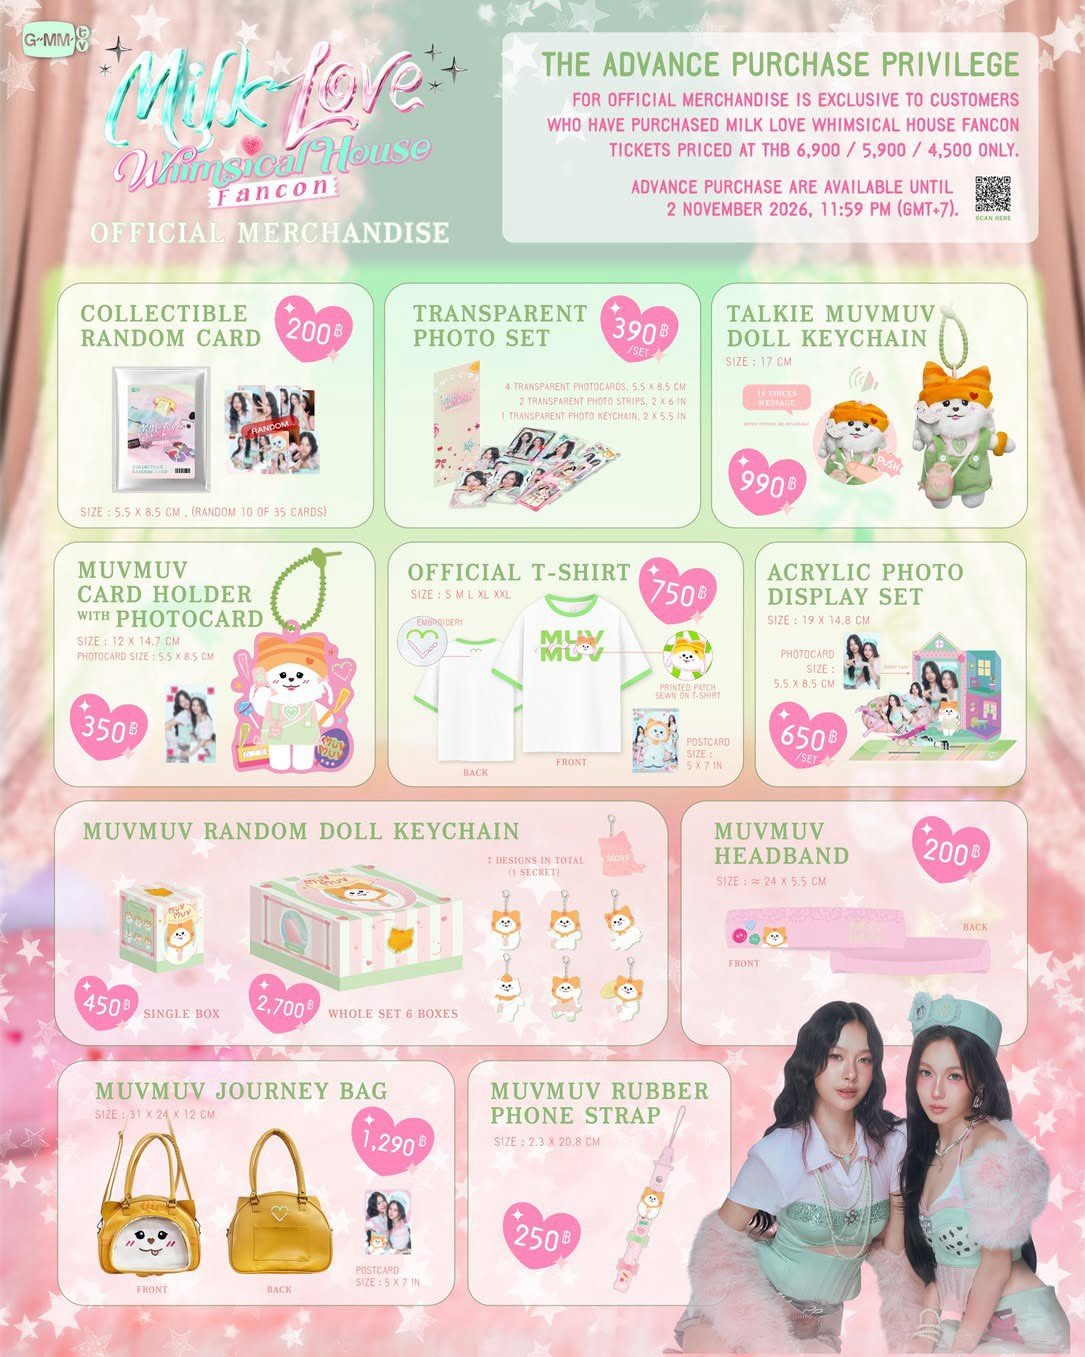 GMM TV
Milk Love
Whimsical House
Fancon
OFFICIAL MERCHANDISE
THE ADVANCE PURCHASE PRIVILEGE
FOR OFFICIAL MERCHANDISE IS EXCLUSIVE TO CUSTOMERS
WHO HAVE PURCHASED MILK LOVE WHIMSICAL HOUSE FANCON
TICKETS PRICED AT THB 6,900 / 5,900 / 4,500 ONLY.
ADVANCE PURCHASE ARE AVAILABLE UNTIL
2 NOVEMBER 2026, 11:59 PM (GMT+7).
SCAN HERE
COLLECTIBLE
RANDOM CARD
200฿
RANDOM
COLLECTIBLE
RANDOM CARD
SIZE : 5.5 X 8.5 CM , (RANDOM 10 OF 35 CARDS)
TRANSPARENT
PHOTO SET
390฿
/SET
4 TRANSPARENT PHOTOCARDS, 5.5 X 8.5 CM
2 TRANSPARENT PHOTO STRIPS, 2 X 6 IN
1 TRANSPARENT PHOTO KEYCHAIN, 2 X 5.5 IN
TALKIE MUVMUV
DOLL KEYCHAIN
SIZE : 17 CM
VOICES
MESSAGE
PUSH
990฿
MUVMUV
CARD HOLDER
WITH PHOTOCARD
SIZE : 12 X 14.7 CM
PHOTOCARD SIZE : 5.5 X 8.5 CM
350฿
MUV
MUV
OFFICIAL T-SHIRT
SIZE : S M L XL XXL
750฿
EMBROIDERY
MUV
MUV
PRINTED PATCH
SEWN ON T-SHIRT
BACK
FRONT
POSTCARD
SIZE :
5 X 7 IN
ACRYLIC PHOTO
DISPLAY SET
SIZE : 19 X 14.8 CM
PHOTOCARD
SIZE :
5.5 X 8.5 CM
650฿
/SET
MUVMUV RANDOM DOLL KEYCHAIN
7 DESIGNS IN TOTAL
(1 SECRET)
SECRET
MUV
MUV
MUV MUV
450฿
SINGLE BOX
2,700฿
WHOLE SET 6 BOXES
MUVMUV
HEADBAND
200฿
SIZE : ≈ 24 X 5.5 CM
BACK
FRONT
MUVMUV JOURNEY BAG
SIZE : 31 X 24 X 12 CM
1,290฿
FRONT
BACK
POSTCARD
SIZE : 5 X 7 IN
MUVMUV RUBBER
PHONE STRAP
SIZE : 2.3 X 20.8 CM
250฿